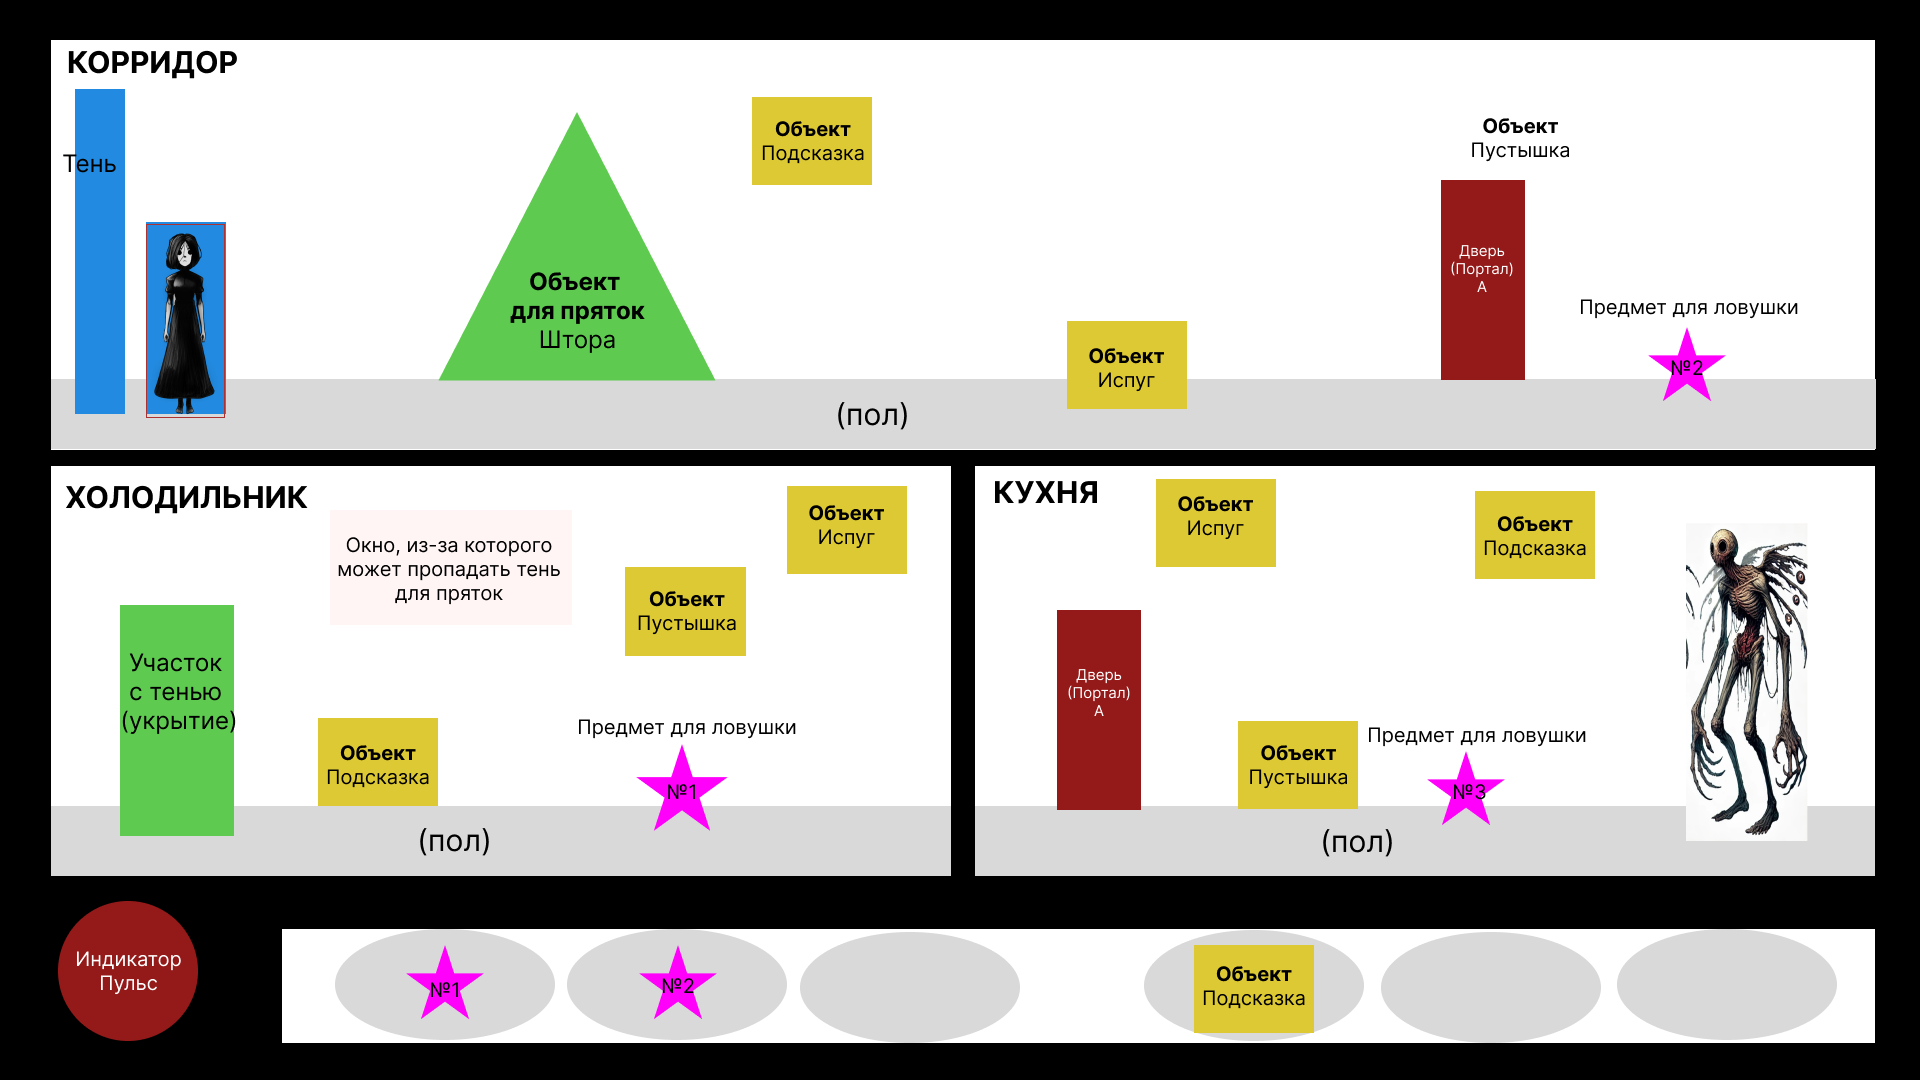 КОРРИДОР
Тень
Объект
для пряток
Штора
Объект
Подсказка
Объект
Испуг
Объект
Пустышка
Дверь
(Портал)
А
Предмет для ловушки
№2
(пол)
ХОЛОДИЛЬНИК
Окно, из-за которого
может пропадать тень
для пряток
Объект
Испуг
Объект
Пустышка
Участок
с тенью
(укрытие)
Объект
Подсказка
Предмет для ловушки
№1
(пол)
КУХНЯ
Объект
Испуг
Объект
Подсказка
Дверь
(Портал)
А
Объект
Пустышка
Предмет для ловушки
№3
(пол)
Индикатор
Пульс
№1
№2
Объект
Подсказка